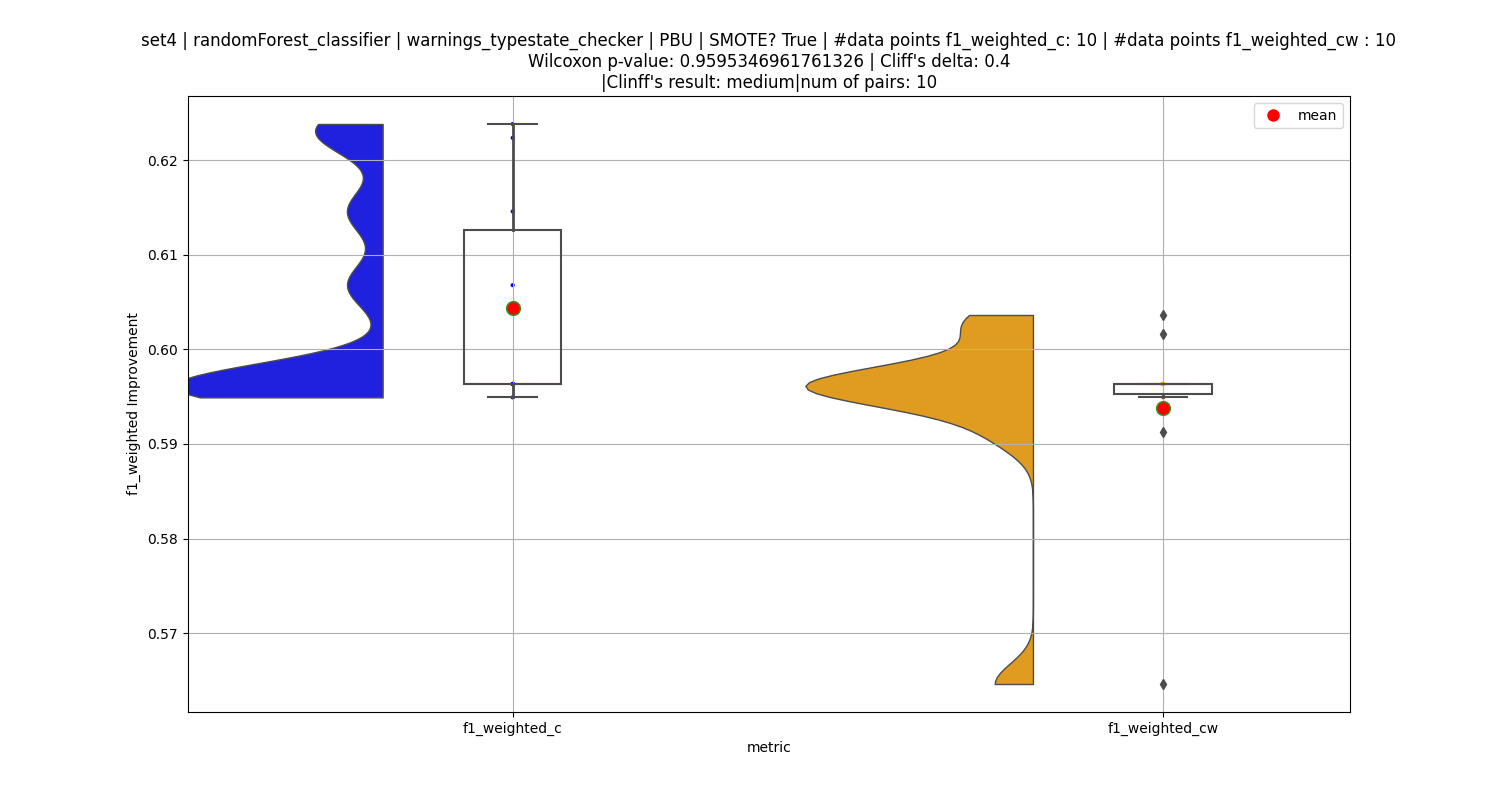 set4 | randomForest_classifier | warnings_typestate_checker | PBU | SMOTE? True | #data points f1_weighted_c: 10 | #data points f1_weighted_cw : 10
Wilcoxon p-value: 0.9595346961761326 | Cliff's delta: 0.4
|Clinff's result: medium|num of pairs: 10
mean
0.62
0.61
0.60
0.59
0.58
0.57
f1_weighted Improvement
f1_weighted_c
f1_weighted_cw
metric